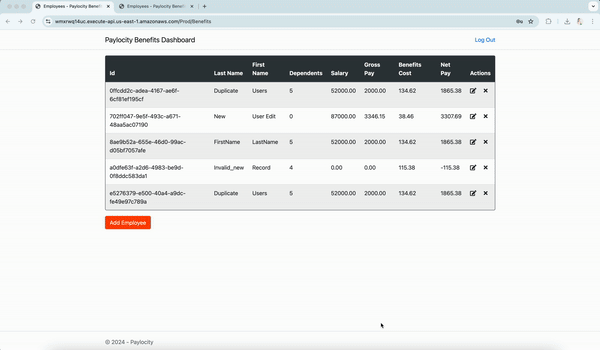 Employees - Paylocity Benefi
Employees - Paylocity Benefi
wmxrwq14uc.execute-api.us-east-1.amazonaws.com/Prod/Benefits
Paylocity Benefits Dashboard
Log Out
Id Last Name First Name Dependents Salary Gross Pay Benefits Cost Net Pay Actions
0ffcdd2c-adea-4167-ae6f-6cf81ef195cf Duplicate Users 5 52000.00 2000.00 134.62 1865.38
702ff047-9e5f-493c-a671-48aa5ac07190 New User Edit 0 87000.00 3346.15 38.46 3307.69
8ae9b52a-655e-46d0-99ac-d05bf7057afe FirstName LastName 5 52000.00 2000.00 134.62 1865.38
a0dfe63f-a2d6-4983-be9d-0f8ddc583da1 Invalid_new Record 4 0.00 0.00 115.38 -115.38
e5276379-e500-40a4-a9dc-fe49e97c789a Duplicate Users 5 52000.00 2000.00 134.62 1865.38
Add Employee
© 2024 - Paylocity